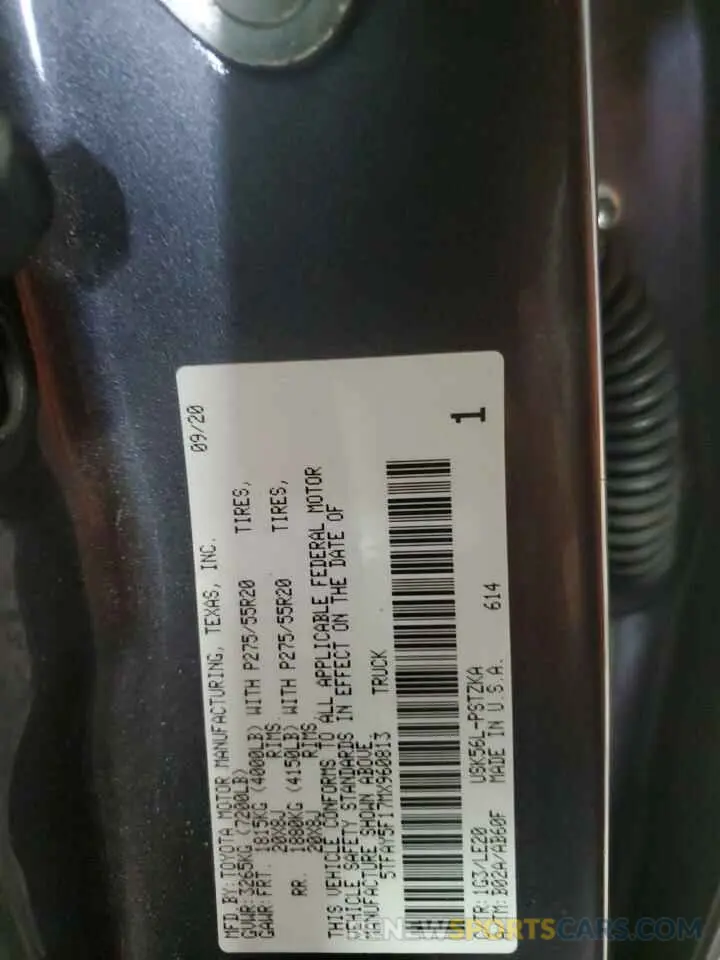 MFD.BY:TOYOTA MOTOR MANUFACTURING, TEXAS, INC. 09/20
GVWR:3265KG (7200LB)
GAWR:FRT. 1815KG (4000LB) WITH P275/55R20 TIRES,
20X8J RIMS
RR. 1880KG (4150LB) WITH P275/55R20 TIRES,
20X8J RIMS
THIS VEHICLE CONFORMS TO ALL APPLICABLE FEDERAL MOTOR
VEHICLE SAFETY STANDARDS IN EFFECT ON THE DATE OF
MANUFACTURE SHOWN ABOVE.
5TFAY5F17MX960813 TRUCK
C/TR: 1G3/LE20 USK56L-PSTZKA 614
A/TM: B02A/AB60F MADE IN U.S.A.
1
RENEWSPORTSCARS.COM